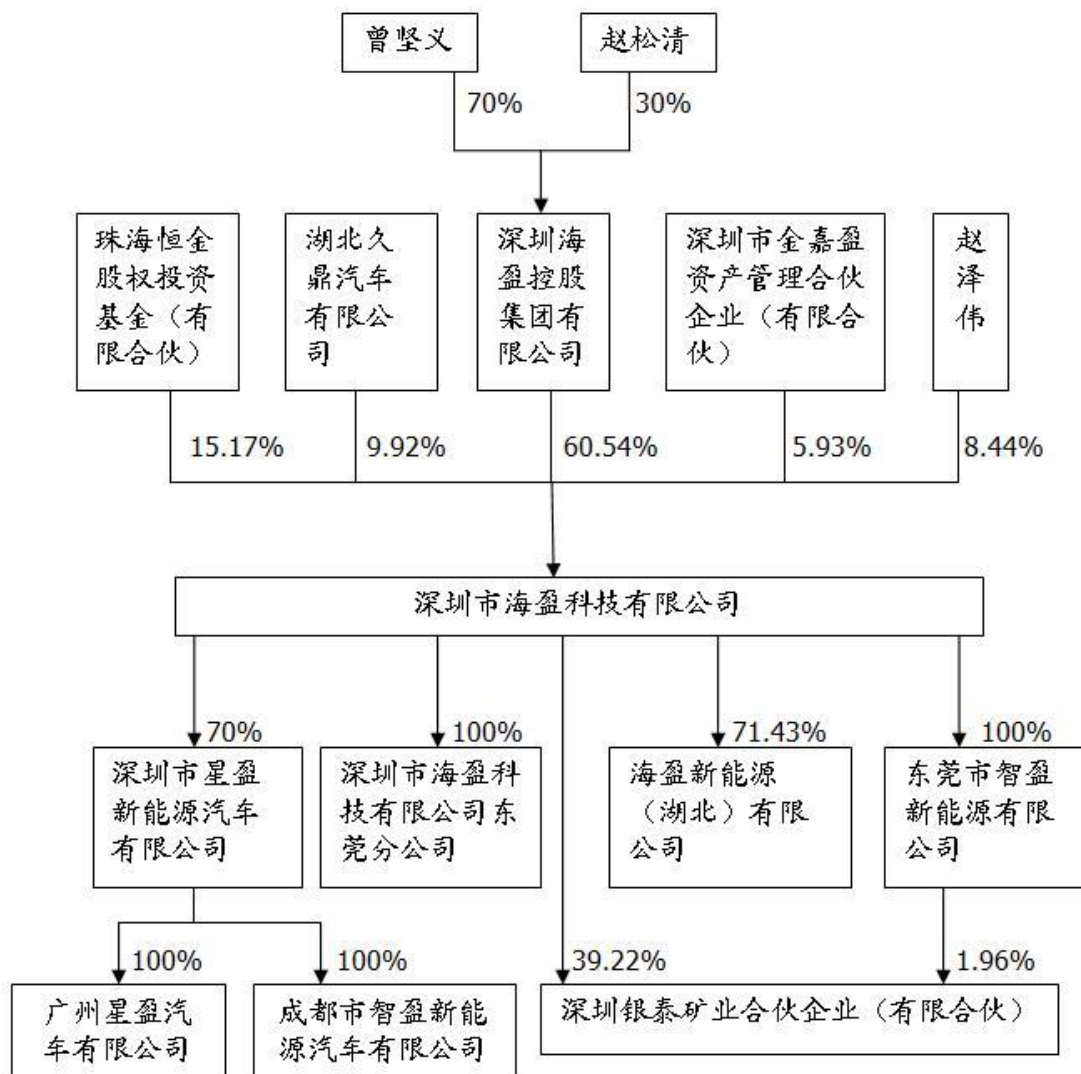 曾坚义
赵松清
70%
30%
珠海恒金
股权投资
基金（有
限合伙）
湖北久
鼎汽车
有限公
司
深圳海
盈控股
集团有
限公司
深圳市金嘉盈
资产管理合伙
企业（有限合
伙）
赵
泽
伟
15.17%
9.92%
60.54%
5.93%
8.44%
深圳市海盈科技有限公司
70%
100%
71.43%
100%
深圳市星盈
新能源汽车
有限公司
深圳市海盈科
技有限公司东
莞分公司
海盈新能源
（湖北）有限
公司
东莞市智盈
新能源有限
公司
100%
100%
39.22%
1.96%
广州星盈汽
车有限公司
成都市智盈新能
源汽车有限公司
深圳银泰矿业合伙企业（有限合伙）